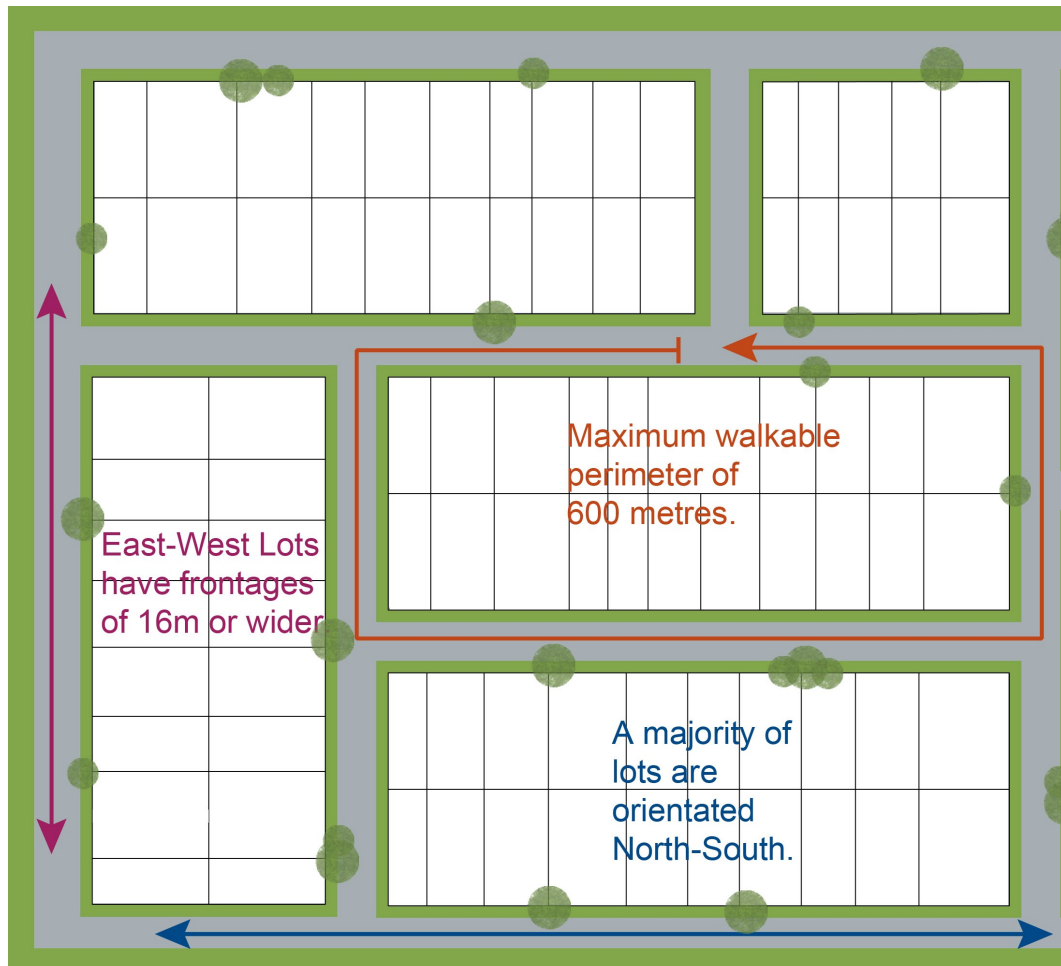 Maximum walkable
perimeter of
600 metres.
East-West Lots
have frontages
of 16m or wider
A majority of
lots are
orientated
North-South.